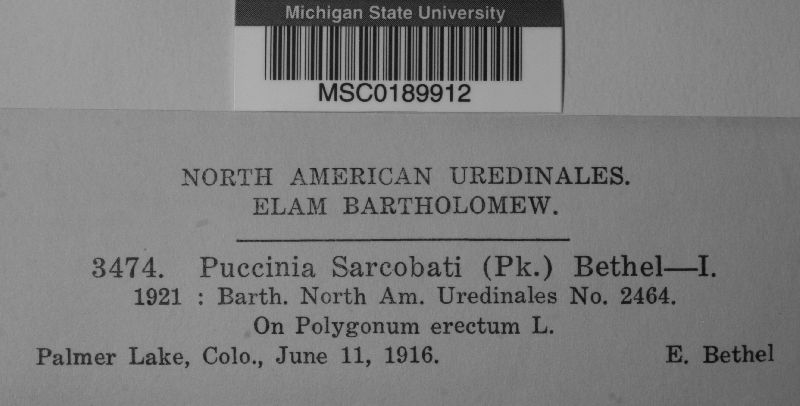 Michigan State University
MSC0189912
NORTH AMERICAN UREDINALES.
ELAM BARTHOLOMEW.
3474. Puccinia Sarcobati (Pk.) Bethel—I.
1921 : Barth. North Am. Uredinales No. 2464.
On Polygonum erectum L.
Palmer Lake, Colo., June 11, 1916. E. Bethel